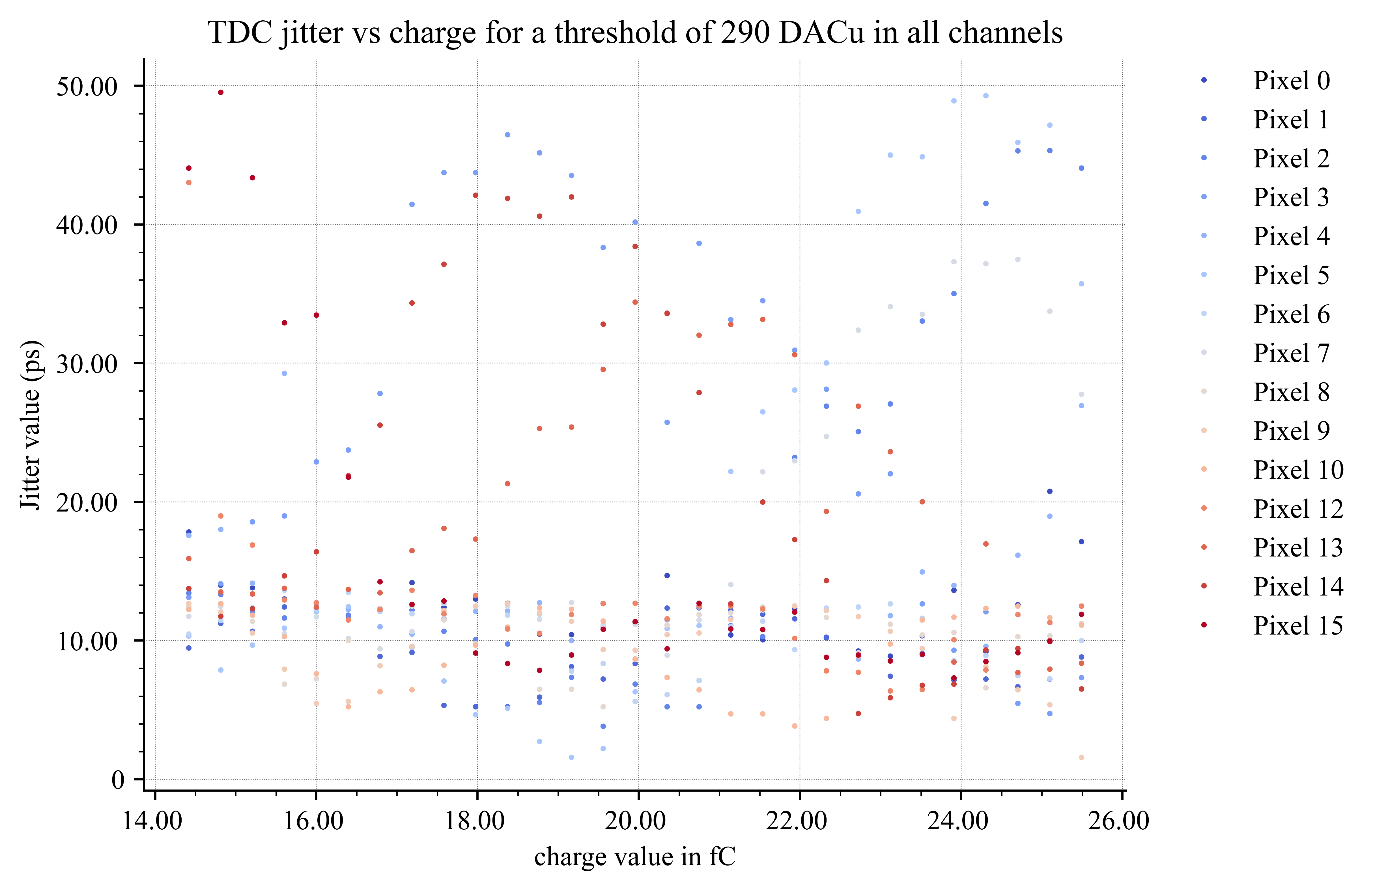 TDC jitter vs charge for a threshold of 290 DACu in all channels
50.00
40.00
30.00
20.00
10.00
0
Jitter value (ps)
14.00
16.00
18.00
20.00
22.00
24.00
26.00
charge value in fC
Pixel 0
Pixel 1
Pixel 2
Pixel 3
Pixel 4
Pixel 5
Pixel 6
Pixel 7
Pixel 8
Pixel 9
Pixel 10
Pixel 12
Pixel 13
Pixel 14
Pixel 15